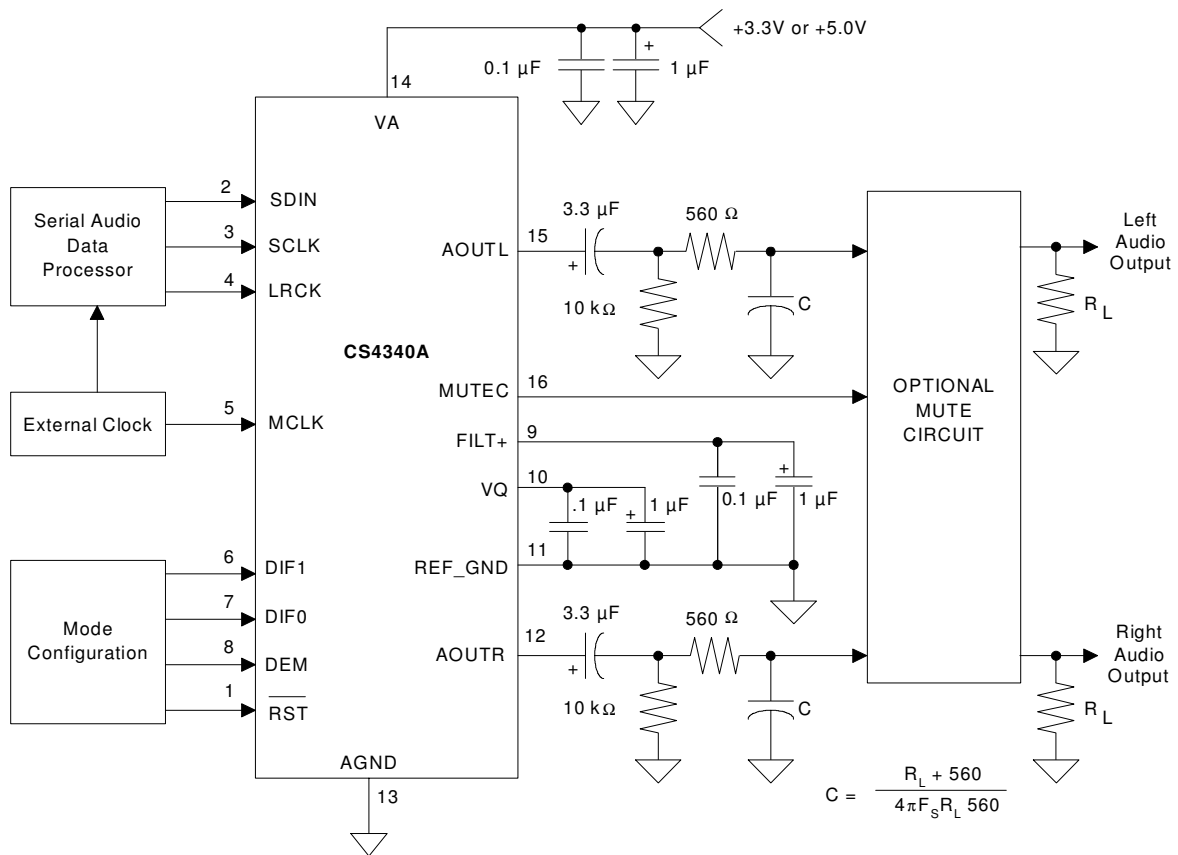 +3.3V or +5.0V
0.1 µF
+
1 µF
14
VA
Serial Audio
Data
Processor
2
SDIN
3
SCLK
4
LRCK
External Clock
5
MCLK
CS4340A
Mode
Configuration
6
DIF1
7
DIF0
8
DEM
1
RST
AGND
13
AOUTL
15
3.3 µF
+
560 Ω
10 kΩ
C
MUTEC
16
FILT+
9
VQ
10
.1 µF
+
1 µF
0.1 µF
+
1 µF
REF_GND
11
AOUTR
12
3.3 µF
+
560 Ω
10 kΩ
C
OPTIONAL
MUTE
CIRCUIT
Left
Audio
Output
R_L
Right
Audio
Output
R_L
C = R_L + 560
4πF_SR_L 560